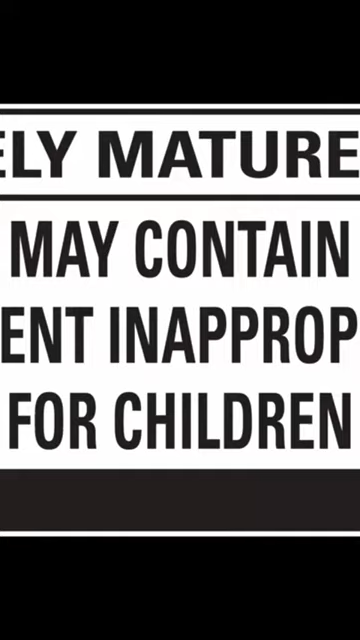 ELY MATURE
MAY CONTAIN
ENT INAPPROP
FOR CHILDREN